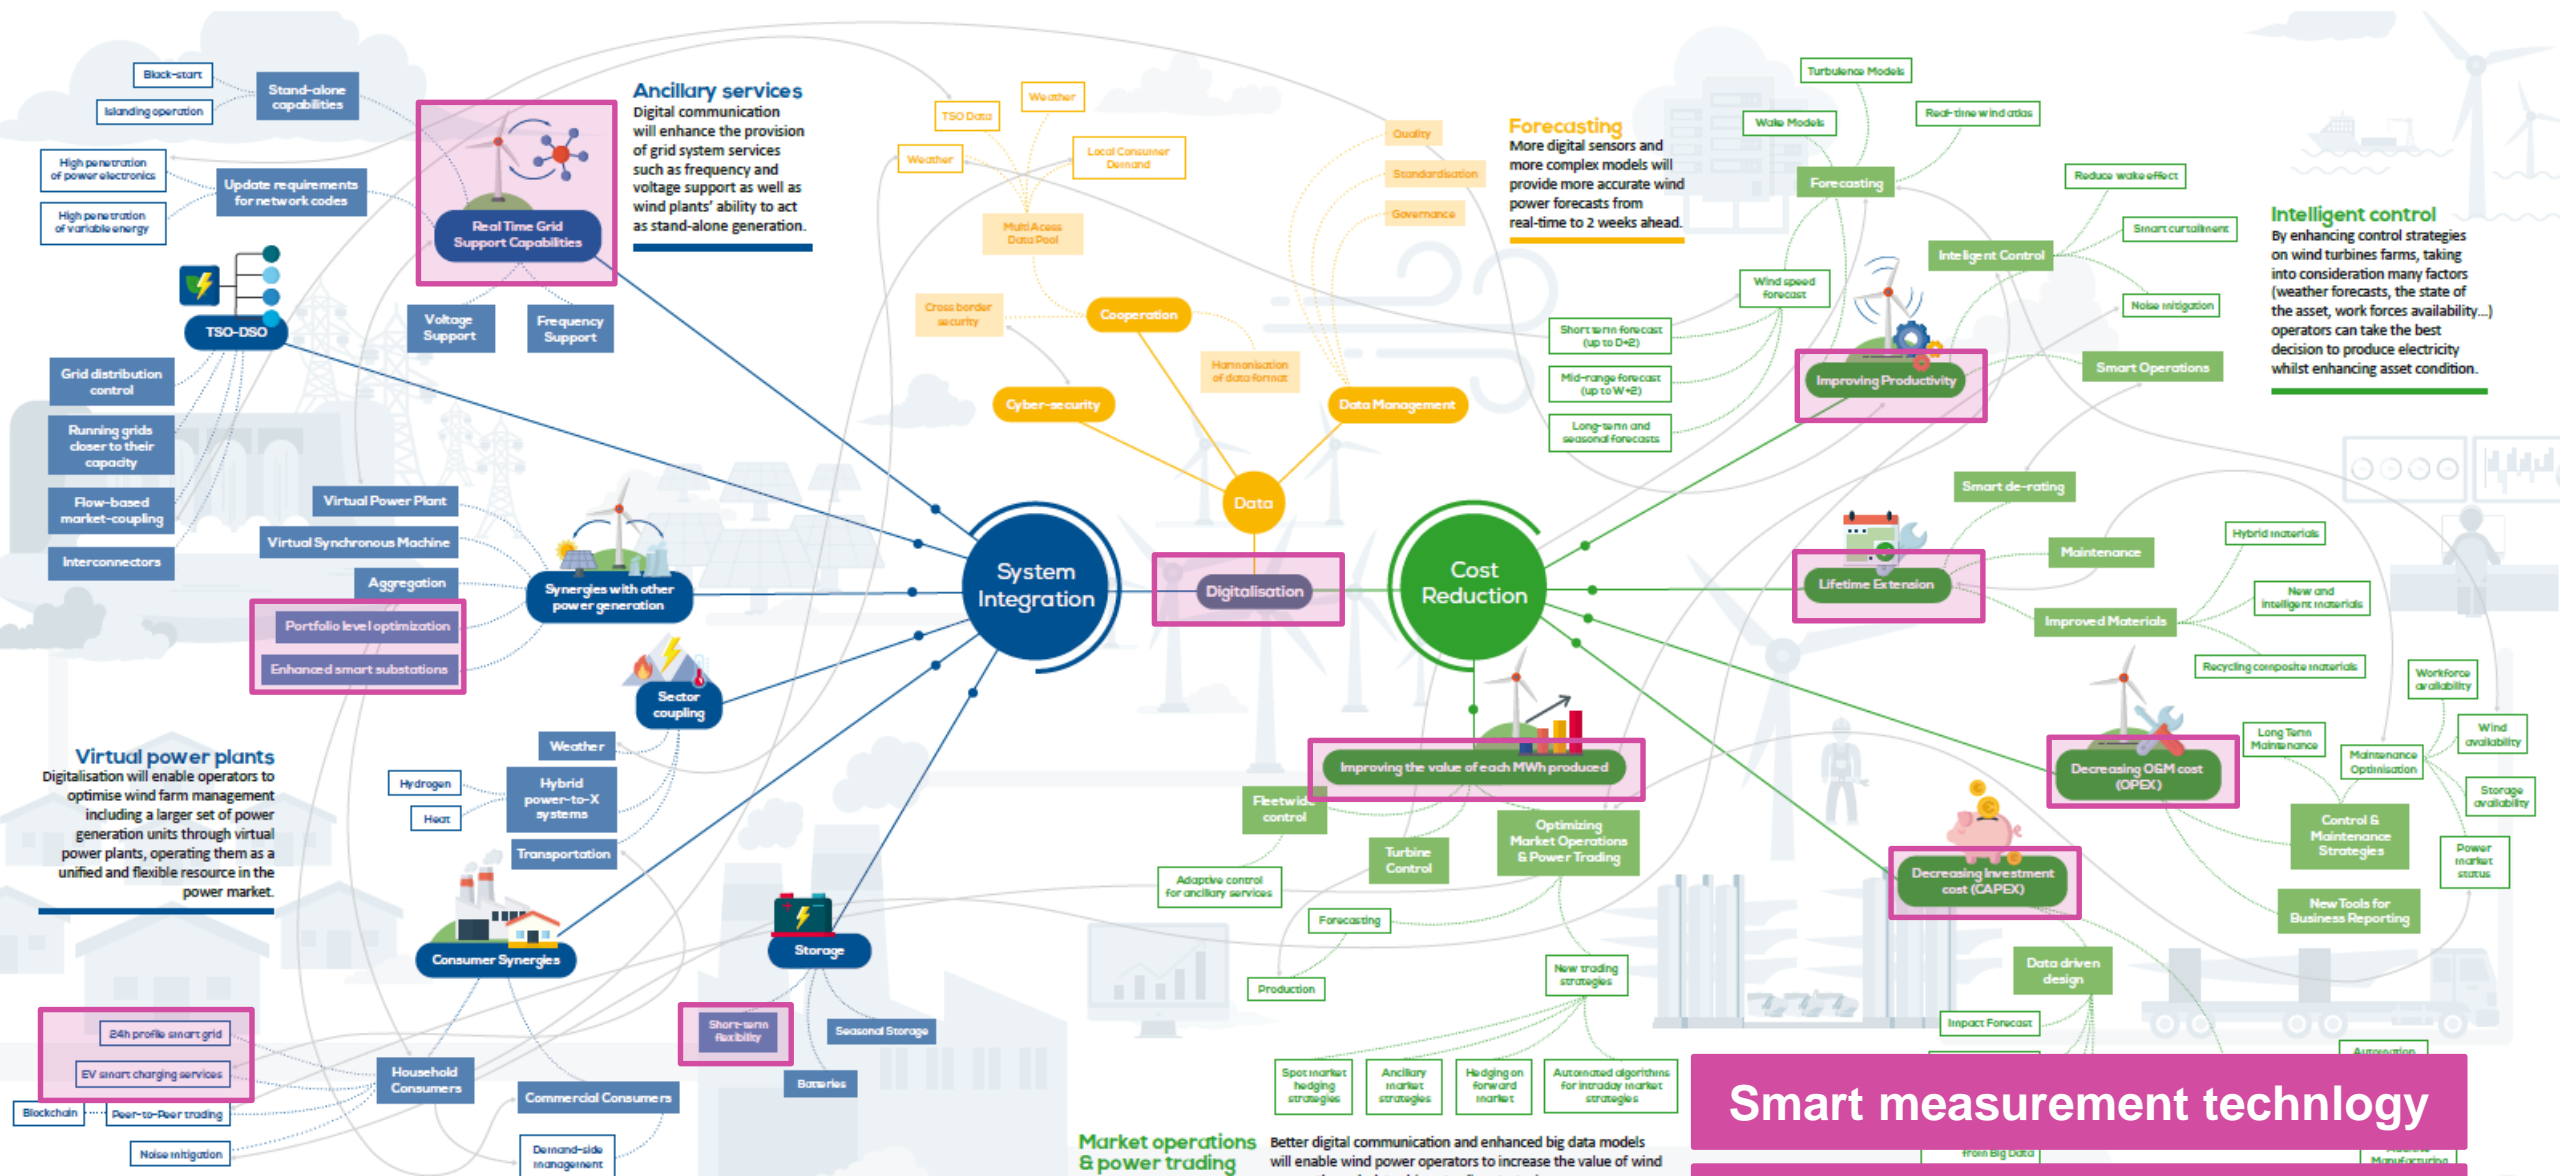 Black-start
Islanding operation
Stand-alone
capabilities
High penetration
of power electronics
High penetration
of variable energy
Update requirements
for network codes
Real Time Grid
Support Capabilities
Voltage
Support
Frequency
Support
Ancillary services
Digital communication
will enhance the provision
of grid system services
such as frequency and
voltage support as well as
wind plants' ability to act
as stand-alone generation.
TSO-DSO
Grid distribution
control
Running grids
closer to their
capacity
Flow-based
market-coupling
Interconnectors
Virtual Power Plant
Virtual Synchronous Machine
Aggregation
Portfolio level optimization
Enhanced smart substations
Synergies with other
power generation
Sector
coupling
Weather
Hybrid
power-to-X
systems
Transportation
Hydrogen
Heat
Virtual power plants
Digitalisation will enable operators to
optimise wind farm management
including a larger set of power
generation units through virtual
power plants, operating them as a
unified and flexible resource in the
power market.
Consumer Synergies
24h profile smart grid
EV smart charging services
Blockchain
Peer-to-Peer trading
Noise mitigation
Household
Consumers
Commercial Consumers
Demand-side
management
Storage
Short-term
flexibility
Seasonal Storage
Batteries
System
Integration
TSO Data
Weather
Weather
Local Consumer
Demand
Multi Acess
Data Pool
Cross border
security
Cooperation
Harmonisation
of data format
Cyber-security
Data Management
Quality
Standardisation
Governance
Data
Digitalisation
Forecasting
More digital sensors and
more complex models will
provide more accurate wind
power forecasts from
real-time to 2 weeks ahead.
Cost
Reduction
Turbulence Models
Wake Models
Real-time wind atlas
Forecasting
Wind speed
forecast
Short term forecast
(up to D+2)
Mid-range forecast
(up to W+2)
Long-term and
seasonal forecasts
Reduce wake effect
Smart curtailment
Inteligent Control
Noise mitigation
Smart Operations
Improving Productivity
Intelligent control
By enhancing control strategies
on wind turbines farms, taking
into consideration many factors
(weather forecasts, the state of
the asset, work forces availability...)
operators can take the best
decision to produce electricity
whilst enhancing asset condition.
Smart de-rating
Maintenance
Lifetime Extension
Improved Materials
Hybrid materials
New and
intelligent materials
Recycling composite materials
Decreasing O&M cost
(OPEX)
Long Term
Maintenance
Maintenance
Optimisation
Workforce
availability
Wind
availability
Storage
availability
Power
market
status
Control &
Maintenance
Strategies
New Tools for
Business Reporting
Decreasing Investment
cost (CAPEX)
Data driven
design
Impact Forecast
Automation
from Big Data
Manufacturing
Improving the value of each MWh produced
Fleetwide
control
Turbine
Control
Optimizing
Market Operations
& Power Trading
Adaptive control
for ancillary services
Forecasting
Production
New trading
strategies
Spot market
hedging
strategies
Ancillary
market
strategies
Hedging on
forward
market
Automated algorithms
for intraday market
strategies
Market operations
& power trading
Better digital communication and enhanced big data models
will enable wind power operators to increase the value of wind
Smart measurement technlogy